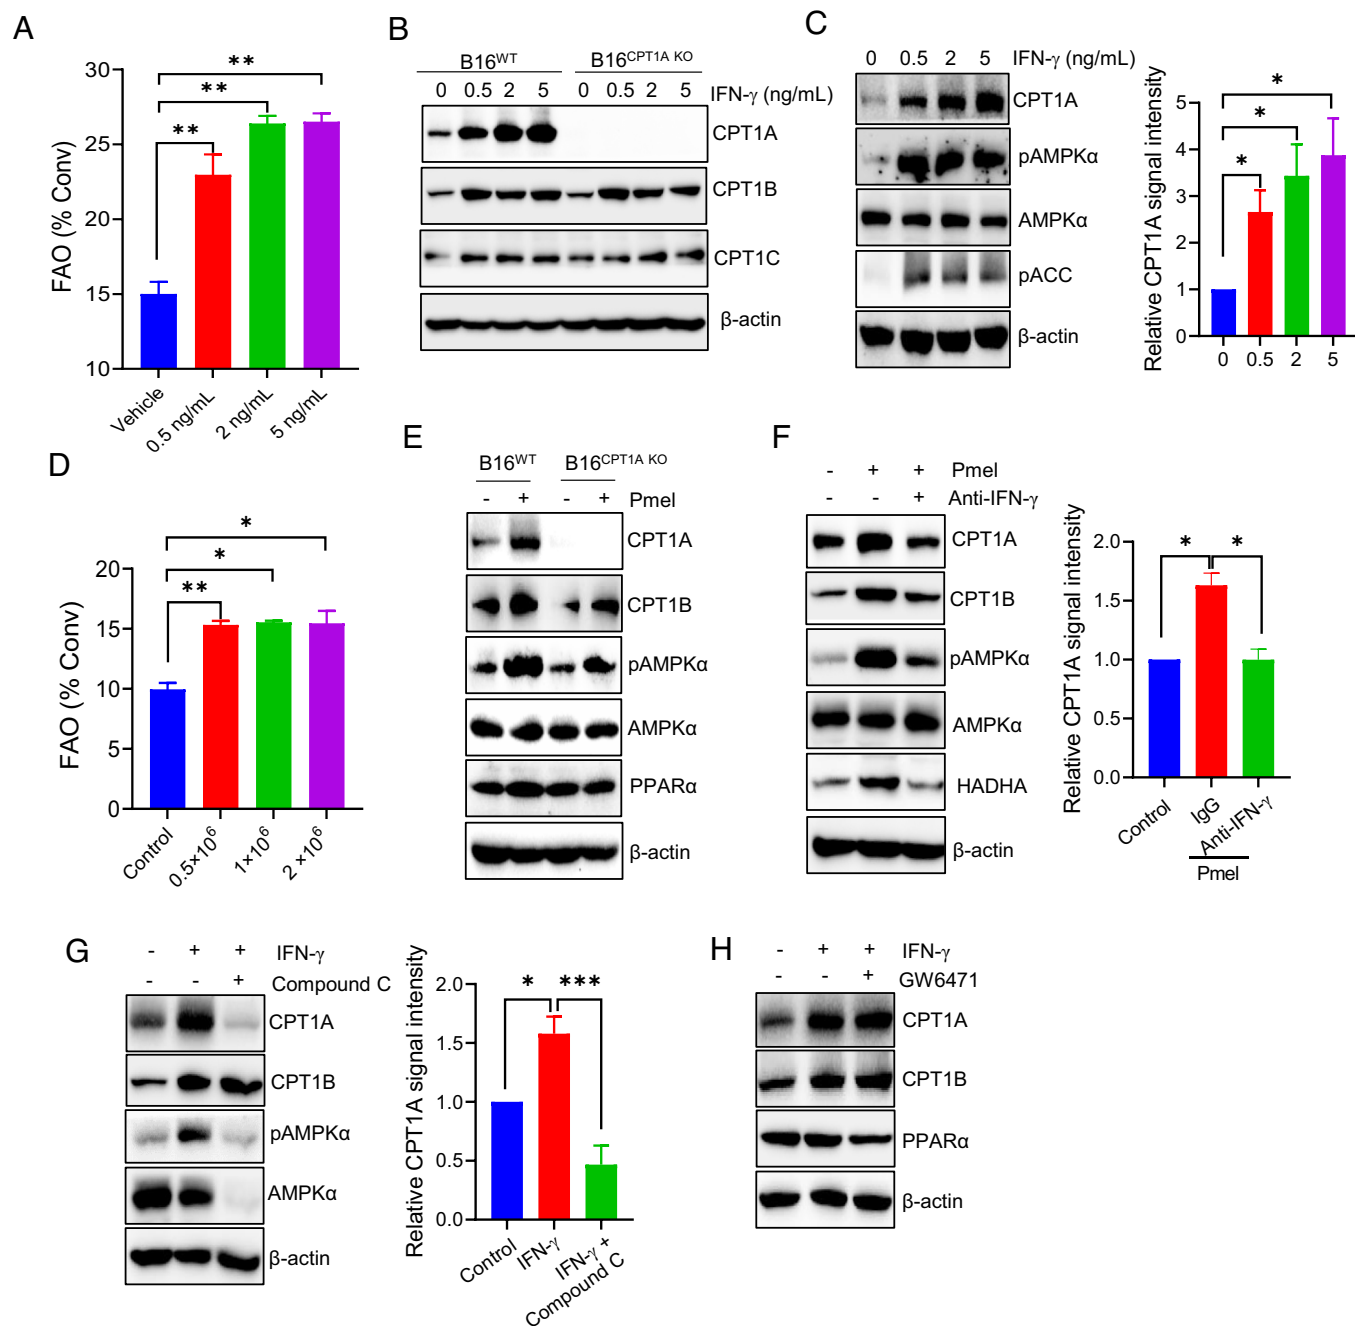 A
30
25
20
15
10
FAO (% Conv)
** 
**
**
Vehicle
0.5 ng/mL
2 ng/mL
5 ng/mL
B
B16WT
B16CPT1A KO
0 0.5 2 5 0 0.5 2 5 IFN-γ (ng/mL)
CPT1A
CPT1B
CPT1C
β-actin
C
0 0.5 2 5 IFN-γ (ng/mL)
CPT1A
pAMPKα
AMPKα
pACC
β-actin
Relative CPT1A signal intensity
5
4
3
2
1
0
*
*
*
0 0.5 2 5
D
FAO (% Conv)
20
15
10
5
0
*
*
**
Control
0.5×10⁶
1×10⁶
2 ×10⁶
E
B16WT B16CPT1A KO
- + - + Pmel
CPT1A
CPT1B
pAMPKα
AMPKα
PPARα
β-actin
F
- + + Pmel
- - + Anti-IFN-γ
CPT1A
CPT1B
pAMPKα
AMPKα
HADHA
β-actin
Relative CPT1A signal intensity
2.0
1.5
1.0
0.5
0.0
* *
Control
IgG
Anti-IFN-γ
Pmel
G
- + + IFN-γ
- - + Compound C
CPT1A
CPT1B
pAMPKα
AMPKα
β-actin
Relative CPT1A signal intensity
2.0
1.5
1.0
0.5
0.0
* ***
Control
IFN-γ
IFN-γ +
Compound C
H
- + + IFN-γ
- - + GW6471
CPT1A
CPT1B
PPARα
β-actin